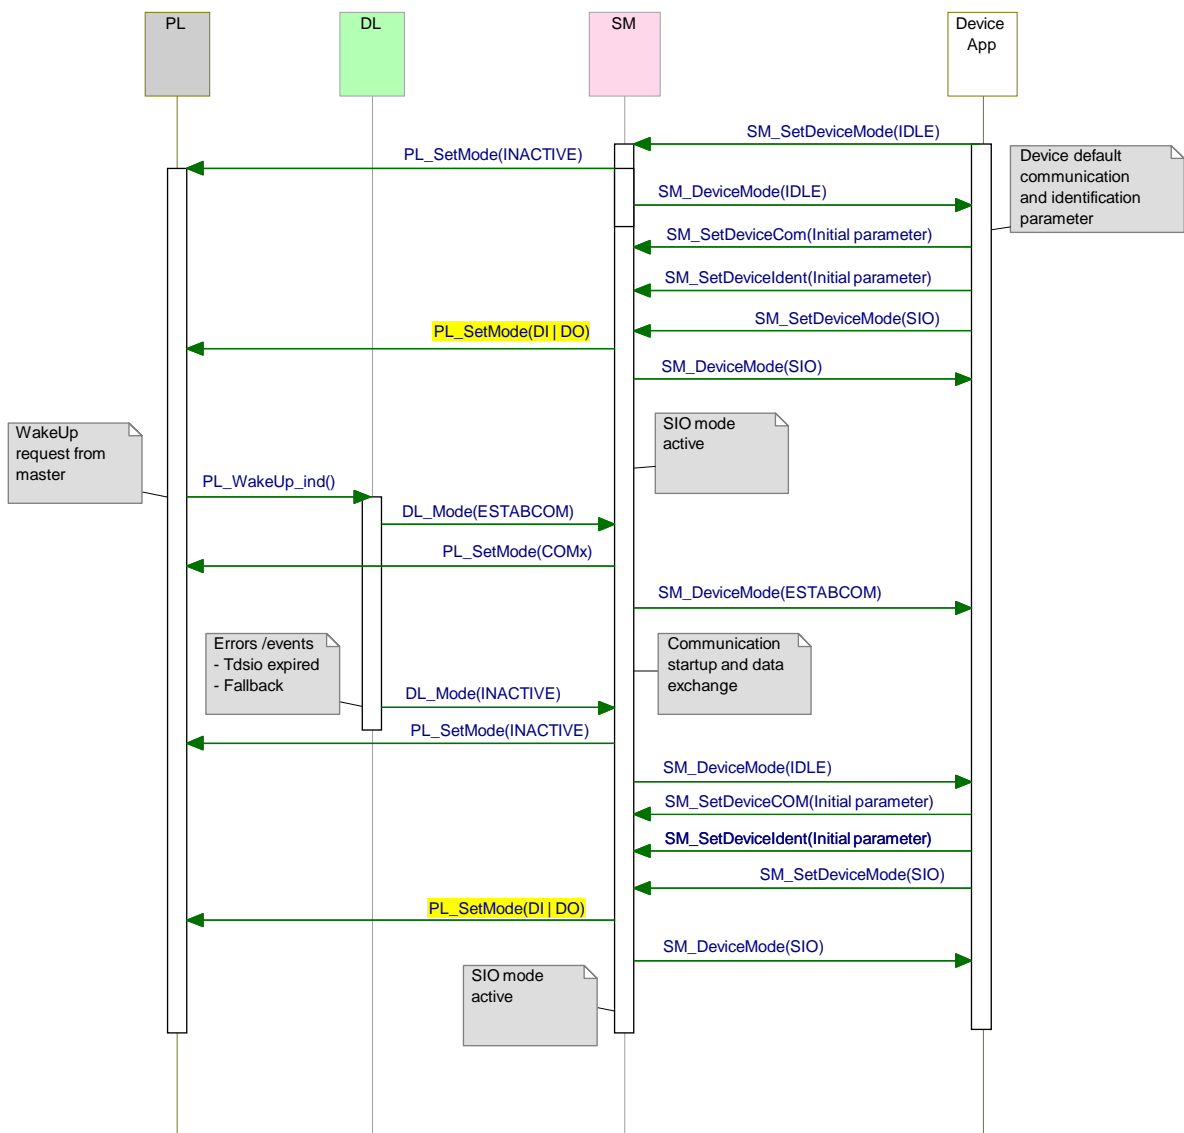 PL
DL
SM
Device
App
SM_SetDeviceMode(IDLE)
PL_SetMode(INACTIVE)
Device default
communication
and identification
parameter
SM_DeviceMode(IDLE)
SM_SetDeviceCom(Initial parameter)
SM_SetDeviceIdent(Initial parameter)
SM_SetDeviceMode(SIO)
PL_SetMode(DI | DO)
SM_DeviceMode(SIO)
WakeUp
request from
master
SIO mode
active
PL_WakeUp_ind()
DL_Mode(ESTABCOM)
PL_SetMode(COMx)
SM_DeviceMode(ESTABCOM)
Errors /events
- Tdsio expired
- Fallback
Communication
startup and data
exchange
DL_Mode(INACTIVE)
PL_SetMode(INACTIVE)
SM_DeviceMode(IDLE)
SM_SetDeviceCOM(Initial parameter)
SM_SetDeviceIdent(Initial parameter)
SM_SetDeviceMode(SIO)
PL_SetMode(DI | DO)
SM_DeviceMode(SIO)
SIO mode
active